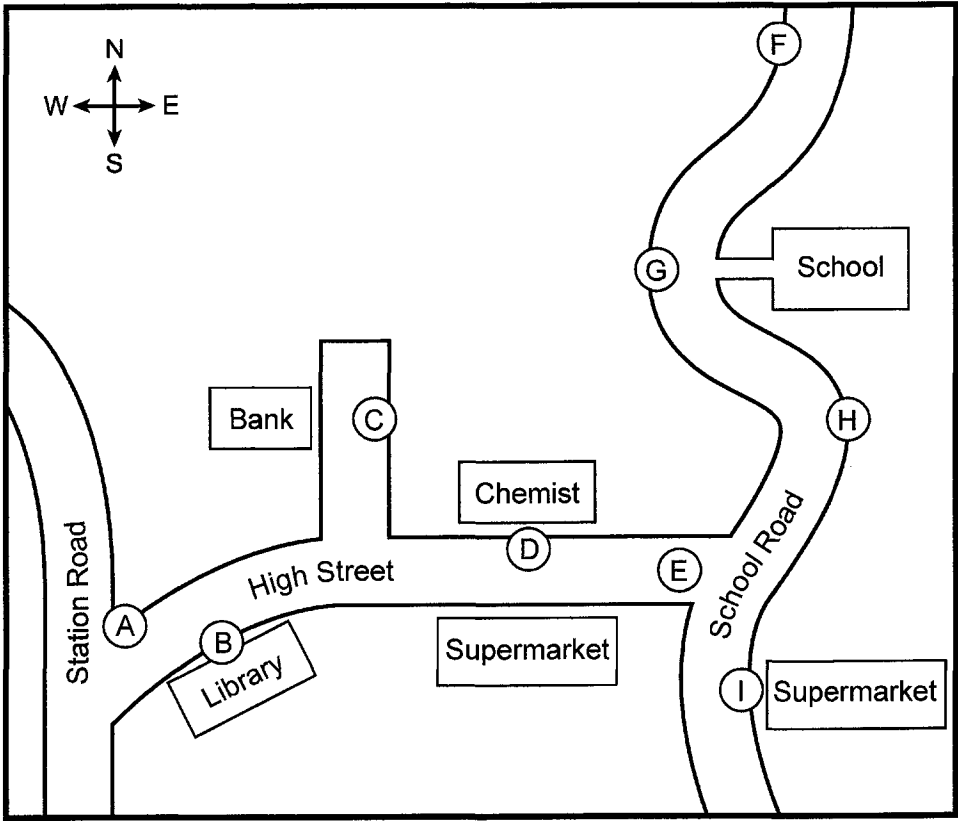 F
N
W E
S
G
School
Bank
C
H
Chemist
D
E
High Street
School Road
Station Road
A
B
Library
Supermarket
I
Supermarket